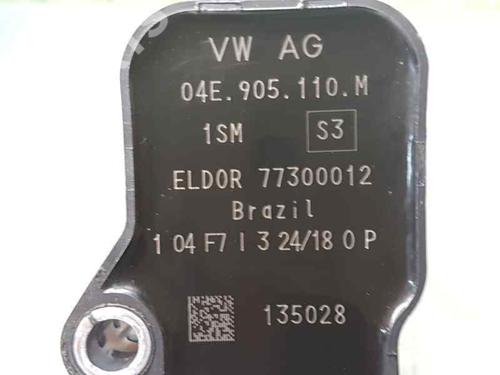 VW AG
04E.905.110.M
1SM S3
ELDOR 77300012
Brazil
1 04 F7 I 3 24/18 0 P
135028